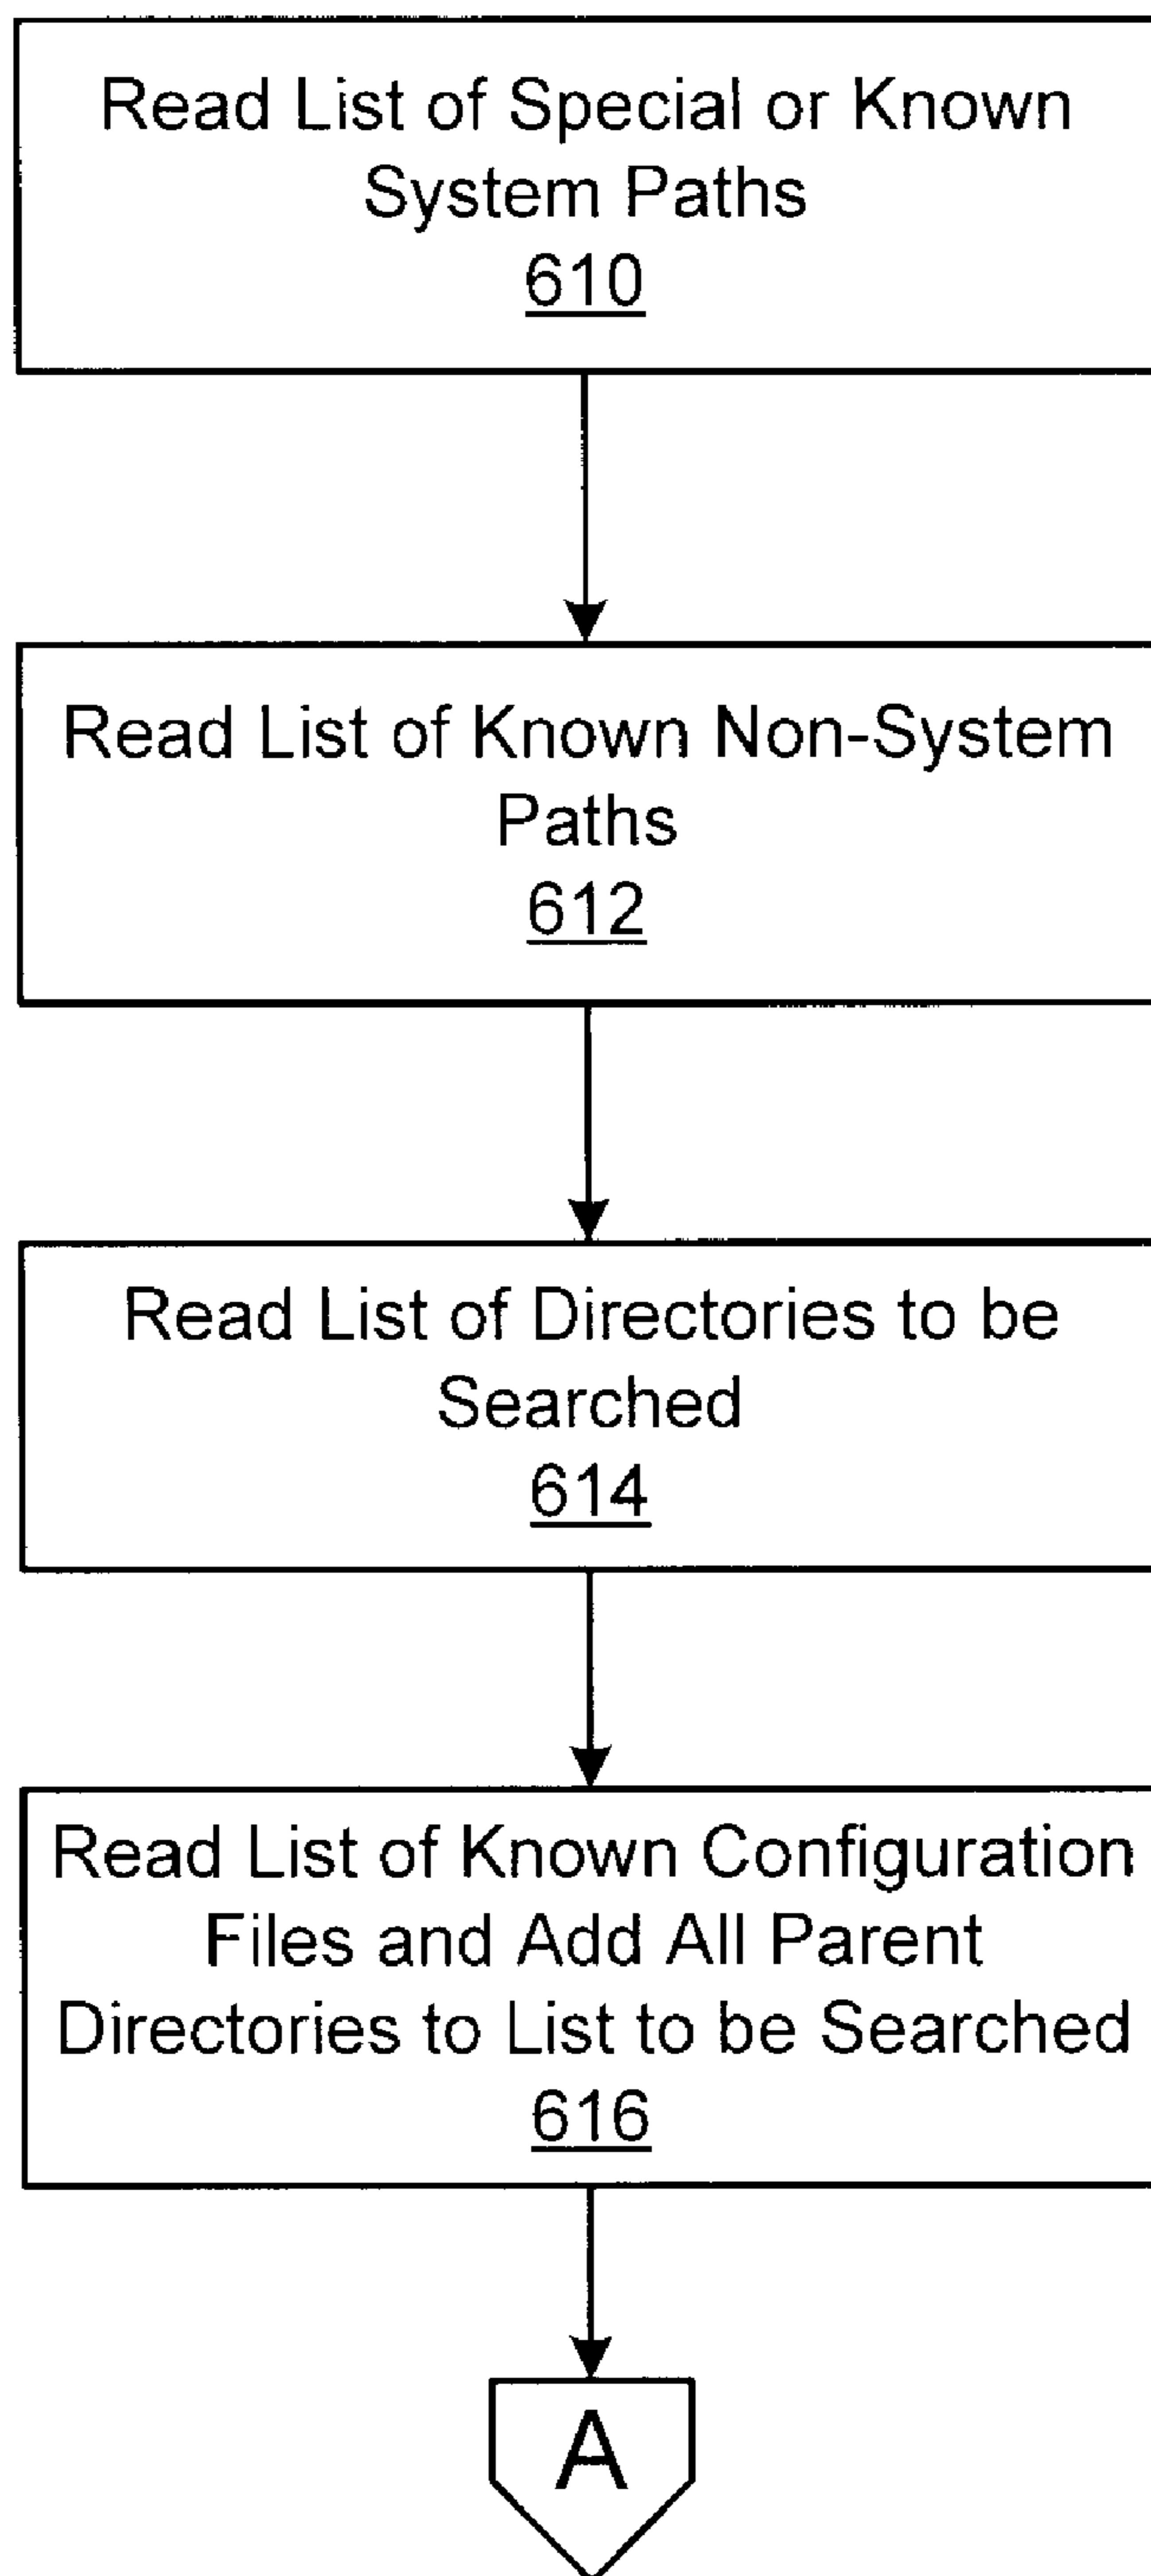 Read List of Special or Known
System Paths
610
Read List of Known Non-System
Paths
612
Read List of Directories to be
Searched
614
Read List of Known Configuration
Files and Add All Parent
Directories to List to be Searched
616
A